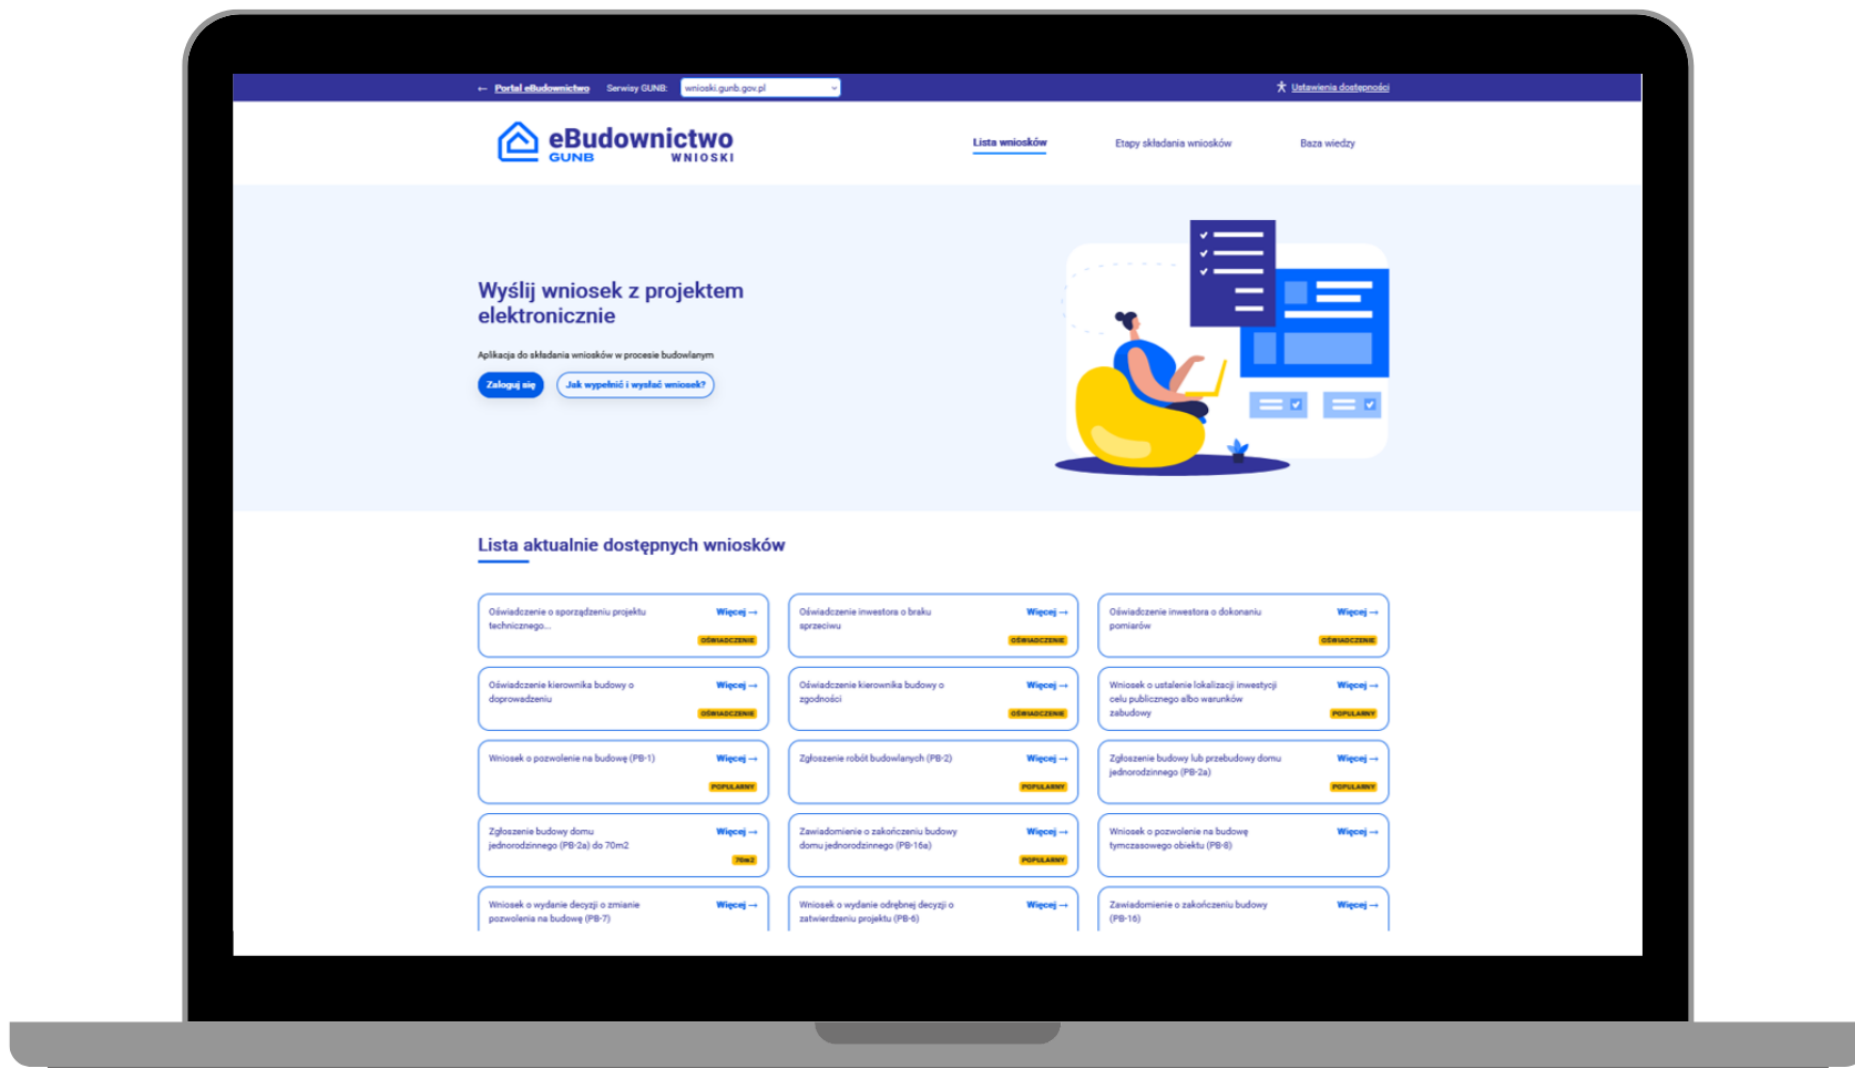 ← Portal eBudownictwo Serwisy GUNB: wnioski.gunb.gov.pl Ustawienia dostępności
eBudownictwo
GUNB WNIOSKI
Lista wniosków Etapy składania wniosków Baza wiedzy
Wyślij wniosek z projektem
elektronicznie
Aplikacja do składania wniosków w procesie budowlanym
Zaloguj się Jak wypełnić i wysłać wniosek?
Lista aktualnie dostępnych wniosków
Oświadczenie o sporządzeniu projektu
technicznego...
Więcej →
OŚWIADCZENIE
Oświadczenie inwestora o braku
sprzeciwu
Więcej →
OŚWIADCZENIE
Oświadczenie inwestora o dokonaniu
pomiarów
Więcej →
OŚWIADCZENIE
Oświadczenie kierownika budowy o
doprowadzeniu
Więcej →
OŚWIADCZENIE
Oświadczenie kierownika budowy o
zgodności
Więcej →
OŚWIADCZENIE
Wniosek o ustalenie lokalizacji inwestycji
celu publicznego albo warunków
zabudowy
Więcej →
POPULARNY
Wniosek o pozwolenie na budowę (PB-1)
Więcej →
POPULARNY
Zgłoszenie robót budowlanych (PB-2)
Więcej →
POPULARNY
Zgłoszenie budowy lub przebudowy domu
jednorodzinnego (PB-2a)
Więcej →
POPULARNY
Zgłoszenie budowy domu
jednorodzinnego (PB-2a) do 70m2
Więcej →
70m2
Zawiadomienie o zakończeniu budowy
domu jednorodzinnego (PB-16a)
Więcej →
POPULARNY
Wniosek o pozwolenie na budowę
tymczasowego obiektu (PB-8)
Więcej →
Wniosek o wydanie decyzji o zmianie
pozwolenia na budowę (PB-7)
Więcej →
Wniosek o wydanie odrębnej decyzji o
zatwierdzeniu projektu (PB-6)
Więcej →
Zawiadomienie o zakończeniu budowy
(PB-16)
Więcej →